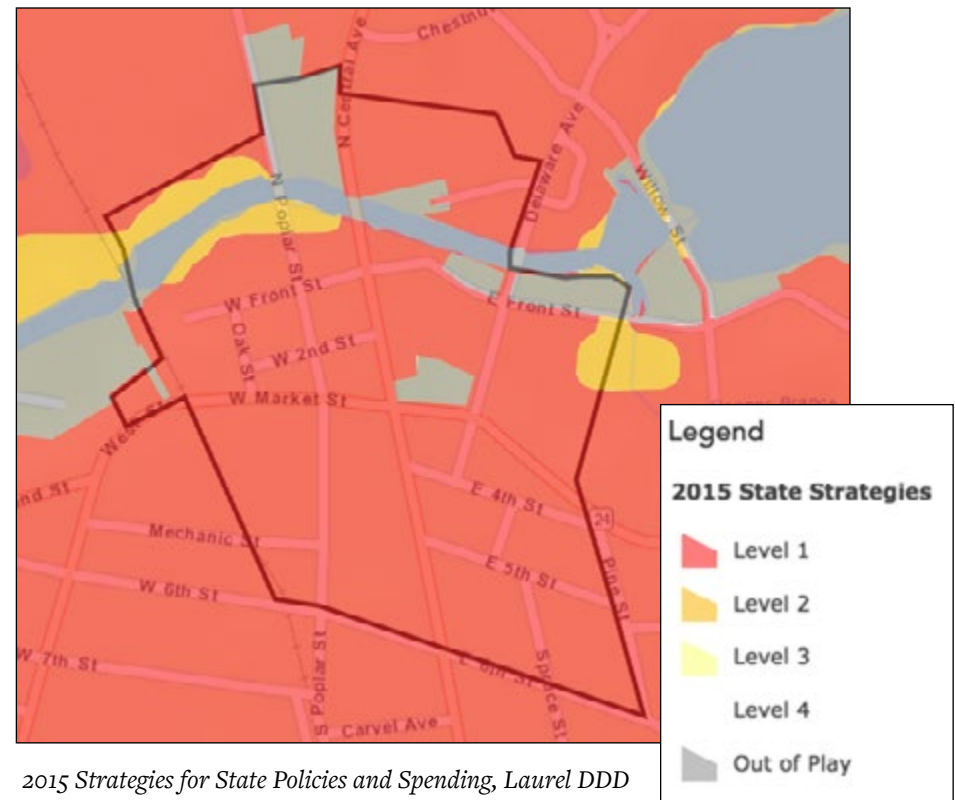 Chestnu
N Central Ave
Delaware Ave
Willow St
N Poplar St
W Front St
E Front St
Oak St
W 2nd St
W Market St
West St
nd St
E 4th St
24
Mechanic St
E 5th St
Pine St
W 6th St
E 6th St
W 7th St
S Poplar St
Spruce St
Carvel Ave
Legend
2015 State Strategies
Level 1
Level 2
Level 3
Level 4
Out of Play
2015 Strategies for State Policies and Spending, Laurel DDD